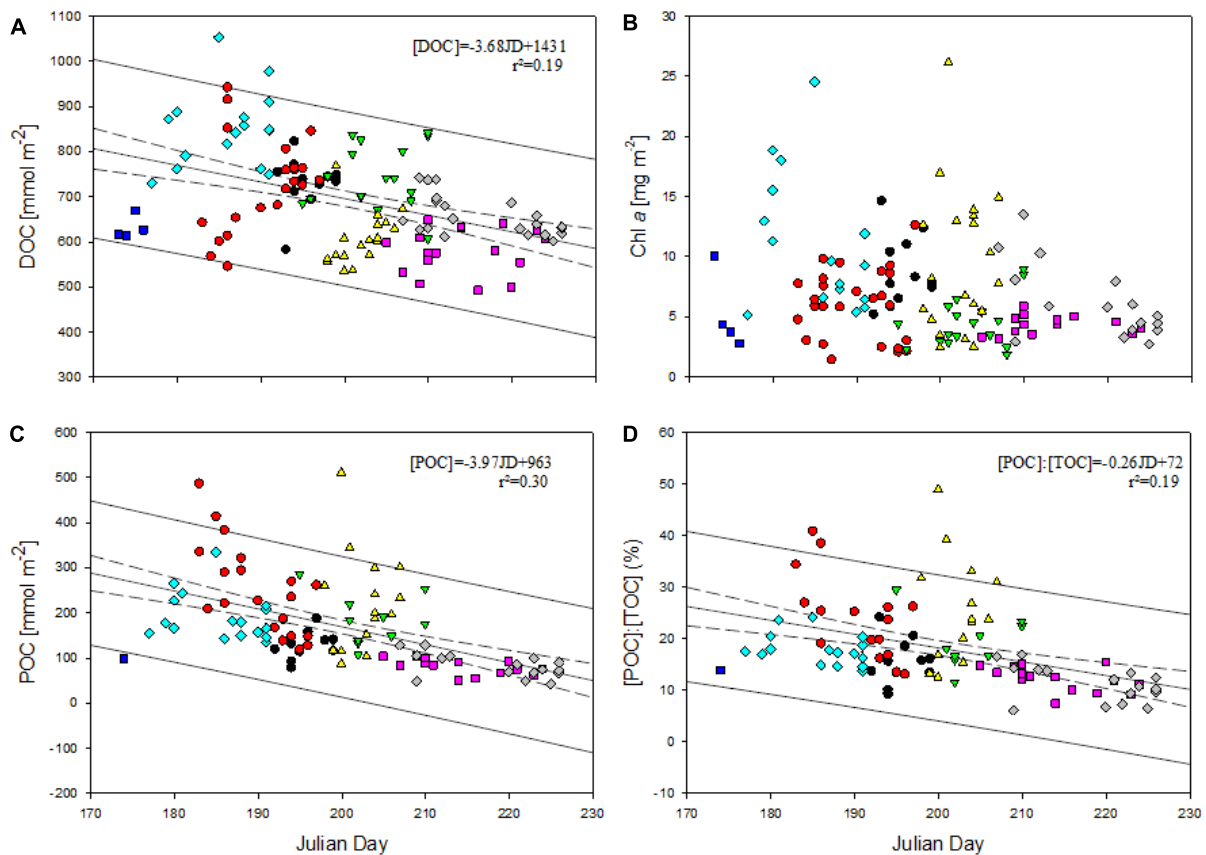 A
1100
1000
900
800
700
600
500
400
300
DOC [mmol m-2]
[DOC]=-3.68JD+1431
r²=0.19
B
30
25
20
15
10
5
0
Chl a [mg m-2]
C
600
500
400
300
200
100
0
-100
-200
POC [mmol m-2]
[POC]=-3.97JD+963
r²=0.30
170 180 190 200 210 220 230
Julian Day
D
60
50
40
30
20
10
0
-10
[POC]:[TOC] (%)
[POC]:[TOC]=-0.26JD+72
r²=0.19
170 180 190 200 210 220 230
Julian Day